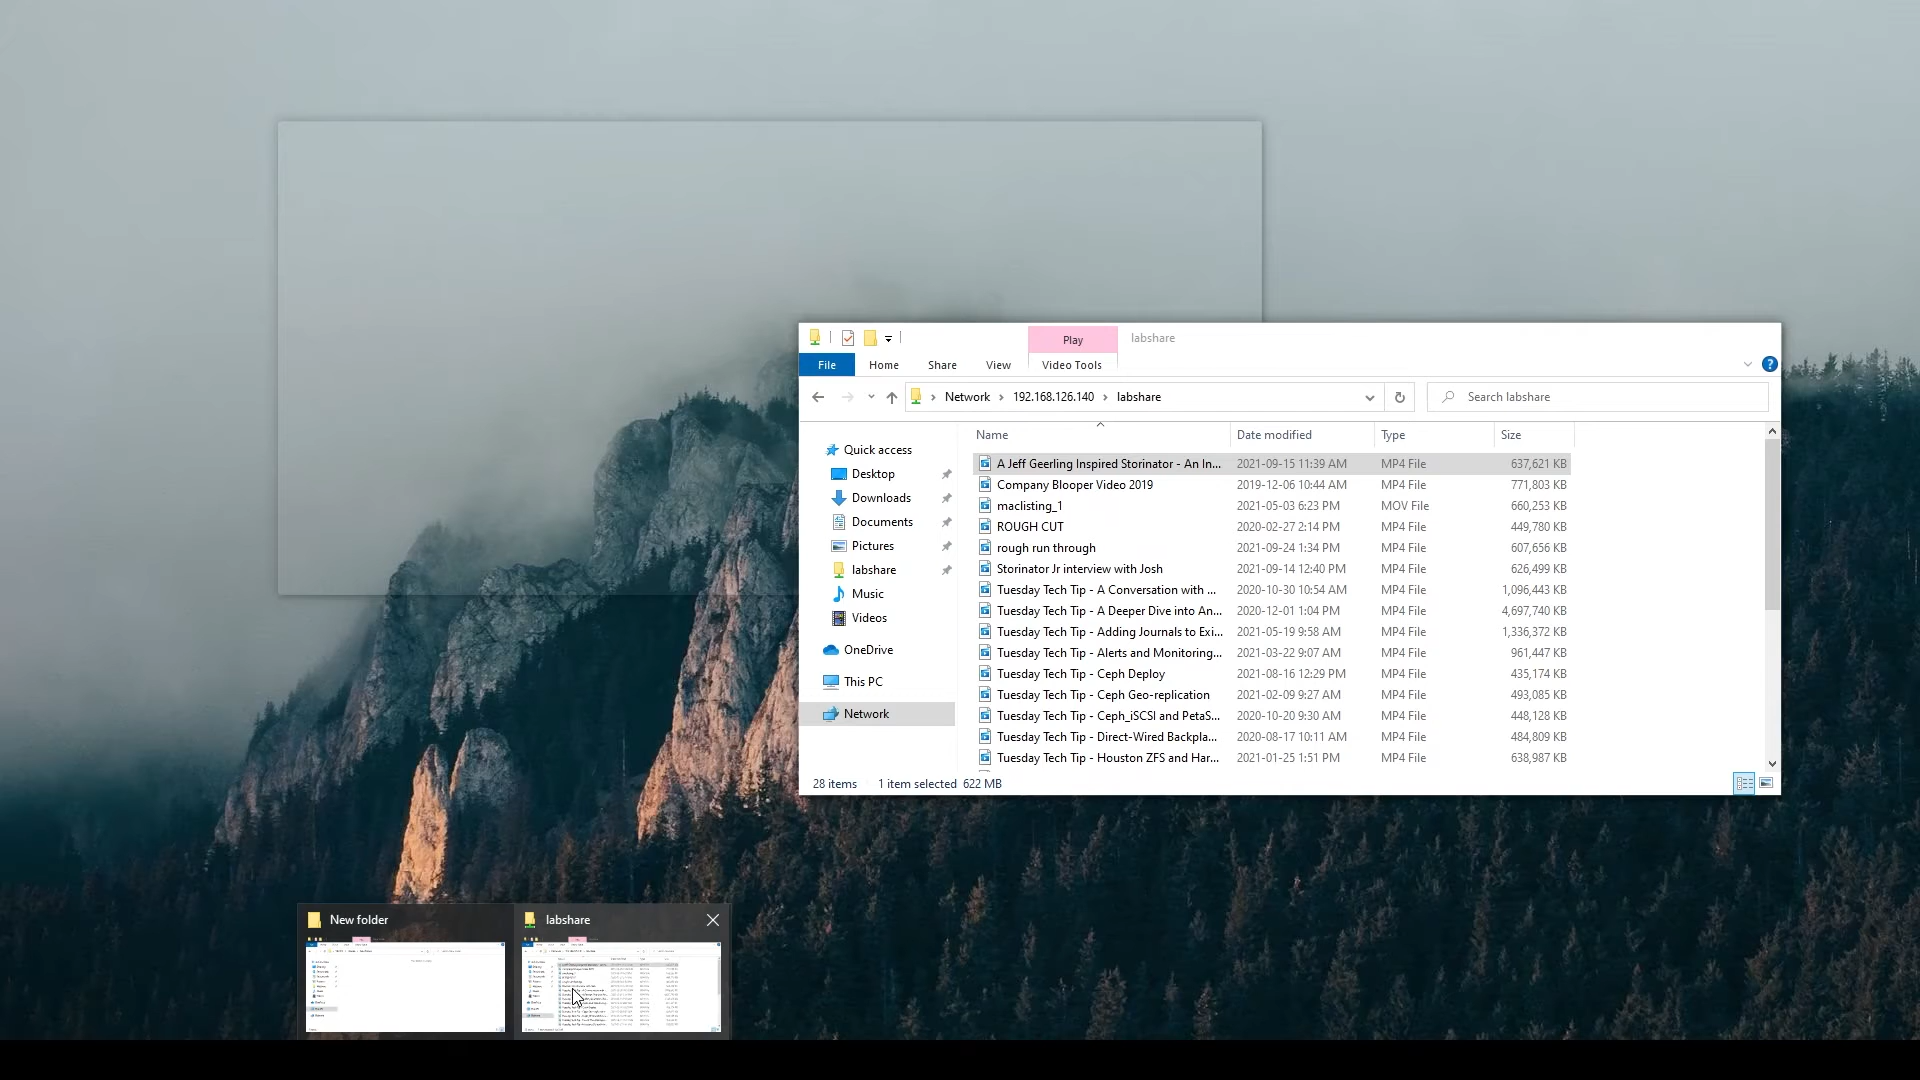 Play
labshare
File
Home
Share
View
Video Tools
Network
192.168.126.140
labshare
Search labshare
Name
Date modified
Type
Size
Quick access
Desktop
Downloads
Documents
Pictures
labshare
Music
Videos
OneDrive
This PC
Network
A Jeff Geerling Inspired Storinator - An In... 2021-09-15 11:39 AM MP4 File 637,621 KB
Company Blooper Video 2019 2019-12-06 10:44 AM MP4 File 771,803 KB
maclisting_1 2021-05-03 6:23 PM MOV File 660,253 KB
ROUGH CUT 2020-02-27 2:14 PM MP4 File 449,780 KB
rough run through 2021-09-24 1:34 PM MP4 File 607,656 KB
Storinator Jr interview with Josh 2021-09-14 12:40 PM MP4 File 626,499 KB
Tuesday Tech Tip - A Conversation with ... 2020-10-30 10:54 AM MP4 File 1,096,443 KB
Tuesday Tech Tip - A Deeper Dive into An... 2020-12-01 1:04 PM MP4 File 4,697,740 KB
Tuesday Tech Tip - Adding Journals to Exi... 2021-05-19 9:58 AM MP4 File 1,336,372 KB
Tuesday Tech Tip - Alerts and Monitoring... 2021-03-22 9:07 AM MP4 File 961,447 KB
Tuesday Tech Tip - Ceph Deploy 2021-08-16 12:29 PM MP4 File 435,174 KB
Tuesday Tech Tip - Ceph Geo-replication 2021-02-09 9:27 AM MP4 File 493,085 KB
Tuesday Tech Tip - Ceph_iSCSI and PetaS... 2020-10-20 9:30 AM MP4 File 448,128 KB
Tuesday Tech Tip - Direct-Wired Backpla... 2020-08-17 10:11 AM MP4 File 484,809 KB
Tuesday Tech Tip - Houston ZFS and Har... 2021-01-25 1:51 PM MP4 File 638,987 KB
28 items 1 item selected 622 MB
New folder
labshare